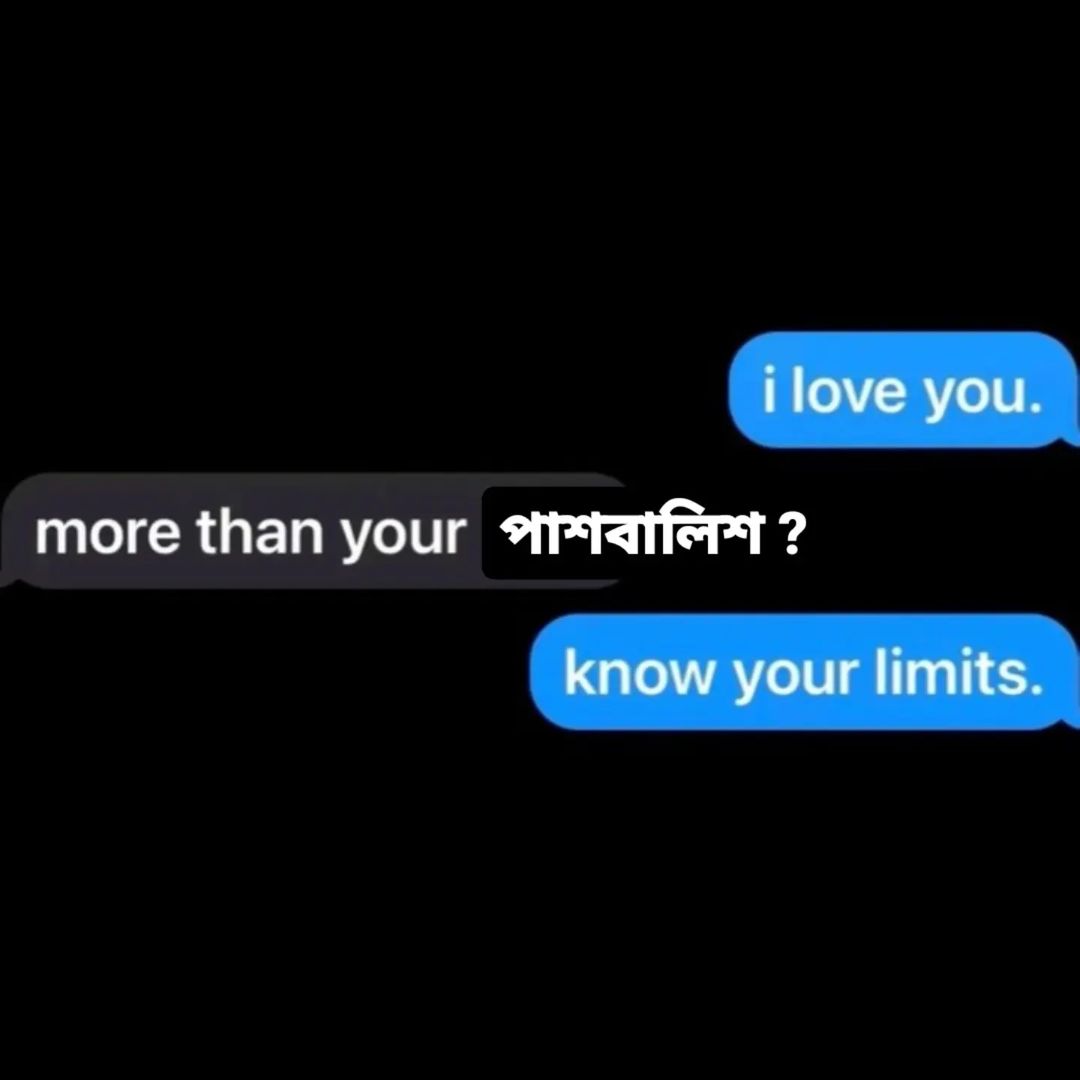 i love you.
more than your পাশবালিশ ?
know your limits.